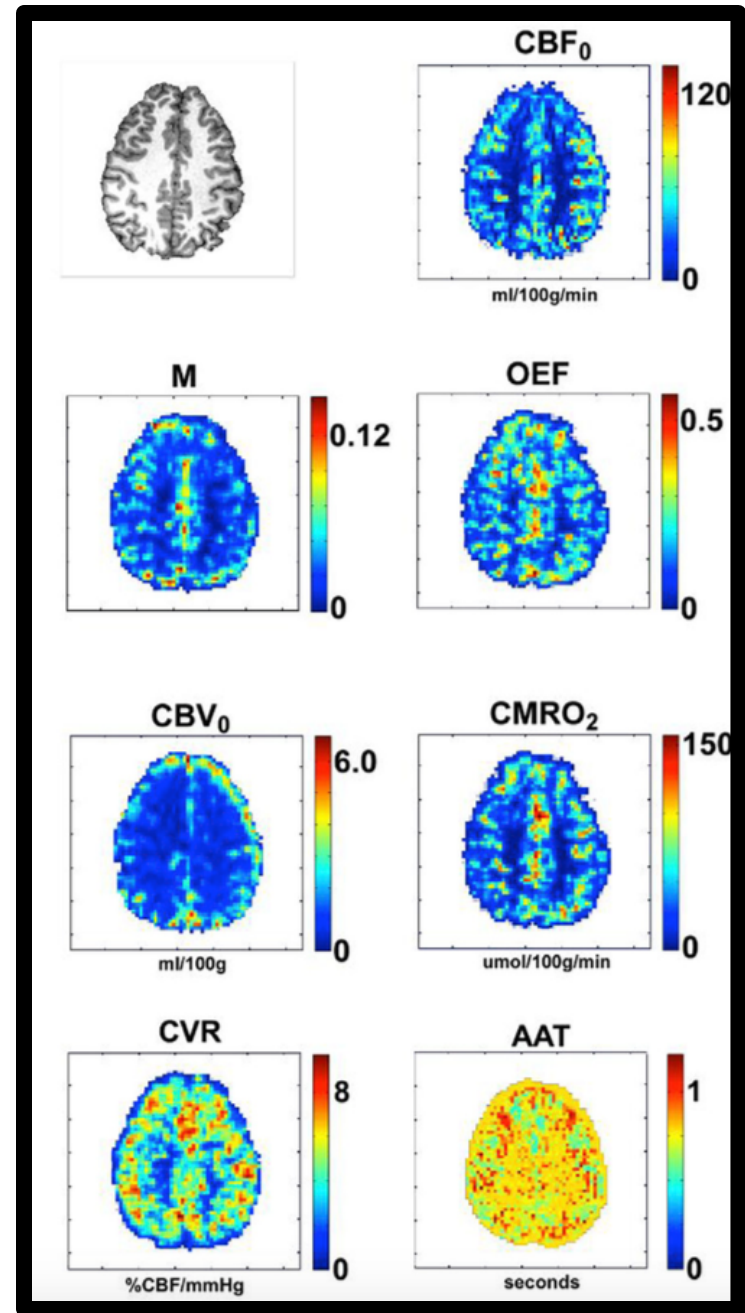 CBF₀
120
0
ml/100g/min
M
0.12
0
OEF
0.5
0
CBV₀
6.0
0
ml/100g
CMRO₂
150
0
umol/100g/min
CVR
8
0
%CBF/mmHg
AAT
1
0
seconds